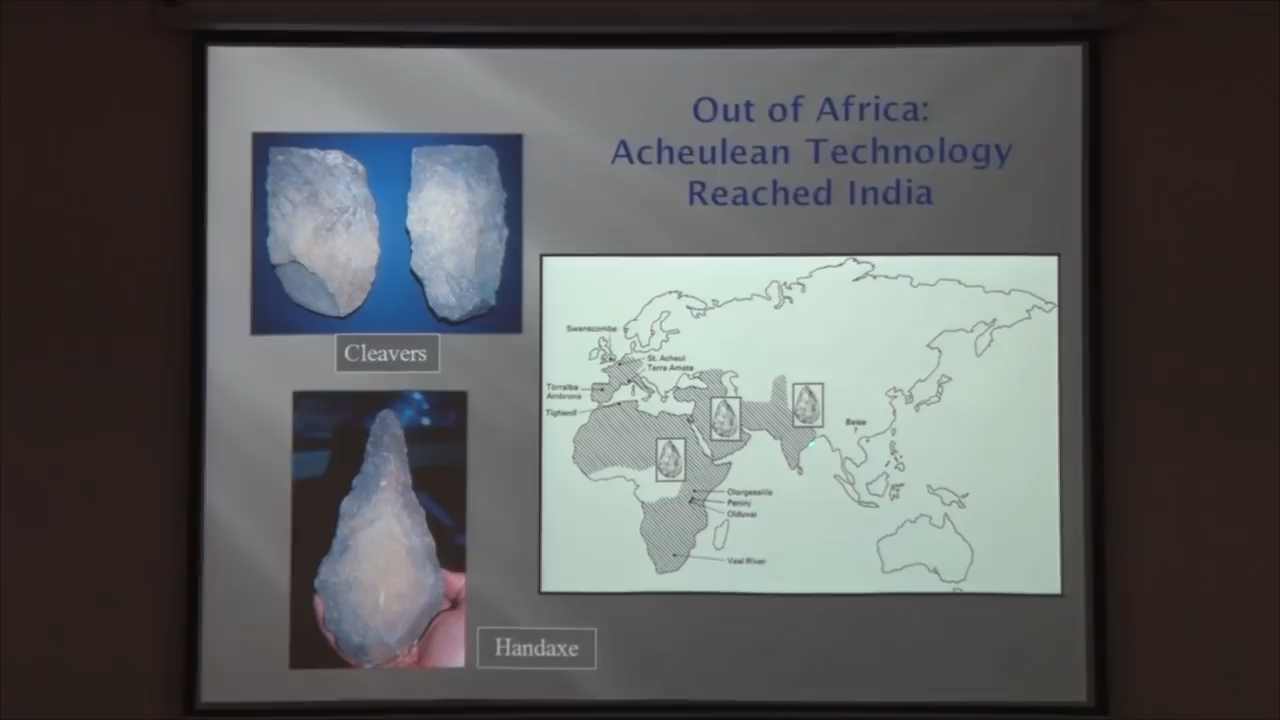 Out of Africa:
Acheulean Technology
Reached India
Cleavers
Handaxe
Swanscombe
St. Acheul
Terra Amata
Torralba
Ambrona
Tighenif
Bose
?
Olorgesailie
Peninj
Olduvai
Vaal River